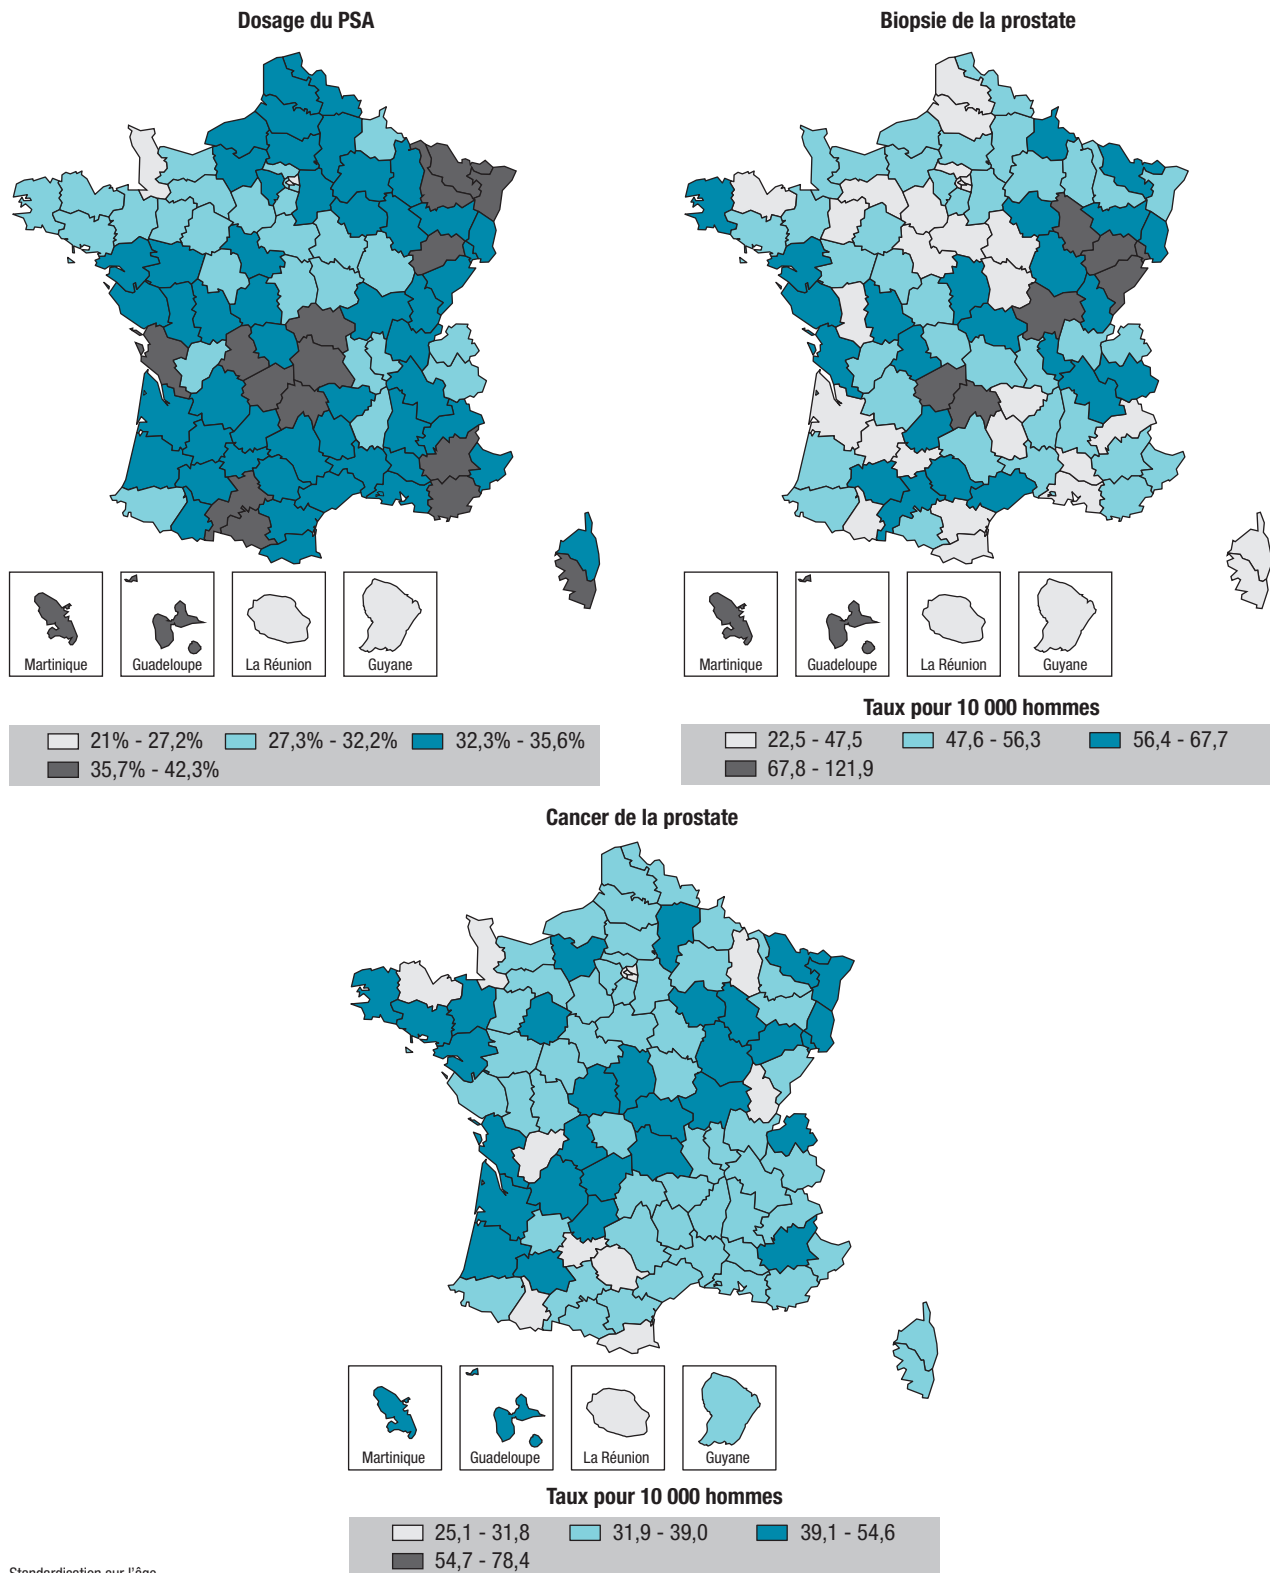 Dosage du PSA
Biopsie de la prostate
Martinique
Guadeloupe
La Réunion
Guyane
Martinique
Guadeloupe
La Réunion
Guyane
Taux pour 10 000 hommes
21% - 27,2%
27,3% - 32,2%
32,3% - 35,6%
35,7% - 42,3%
22,5 - 47,5
47,6 - 56,3
56,4 - 67,7
67,8 - 121,9
Cancer de la prostate
Martinique
Guadeloupe
La Réunion
Guyane
Taux pour 10 000 hommes
25,1 - 31,8
31,9 - 39,0
39,1 - 54,6
54,7 - 78,4
Standardisation sur l'âge